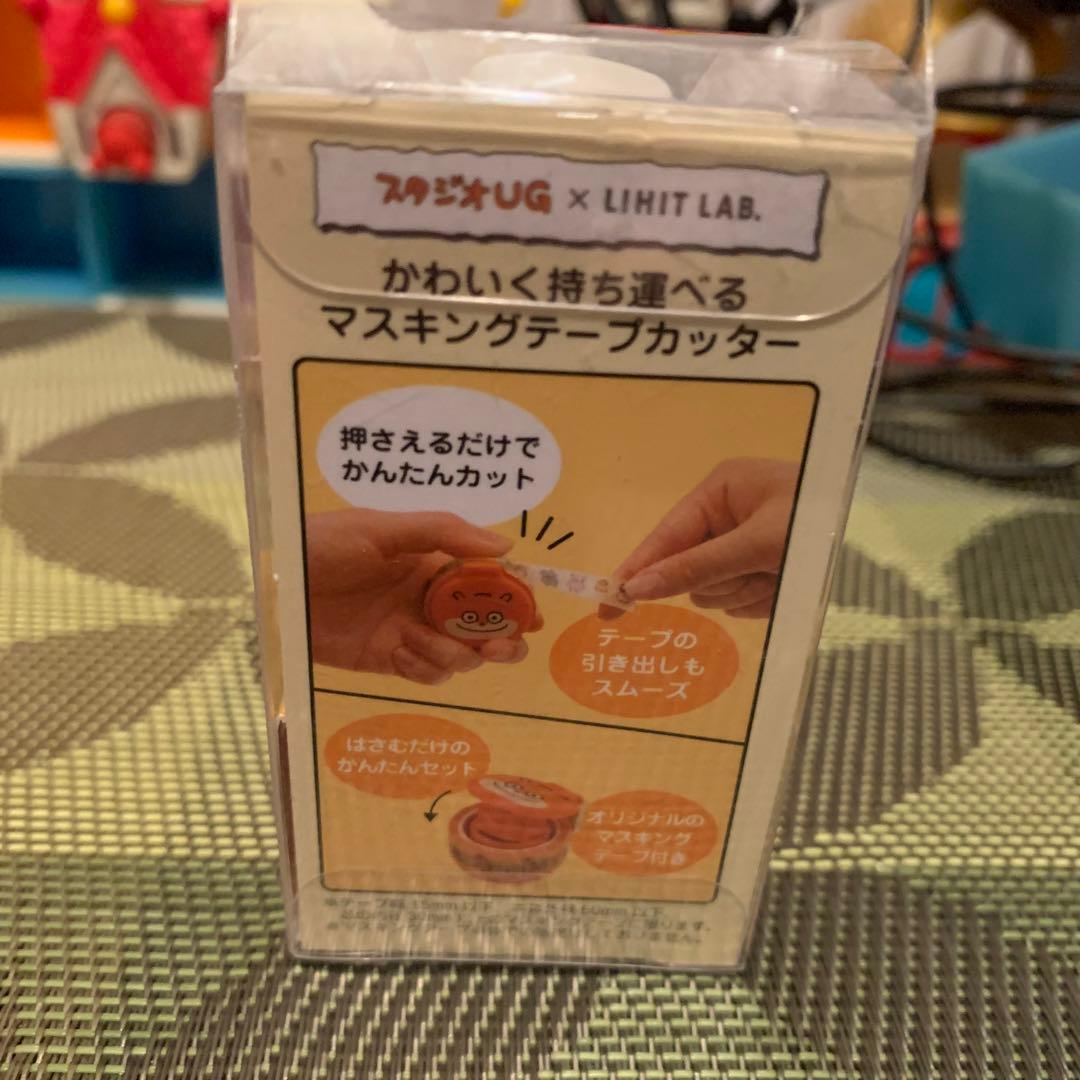 スタジオUG × LIHIT LAB.
かわいく持ち運べる
マスキングテープカッター
押さえるだけで
かんたんカット
テープの
引き出しも
スムーズ
はさむだけの
かんたんセット
オリジナルの
マスキング
テープ付き